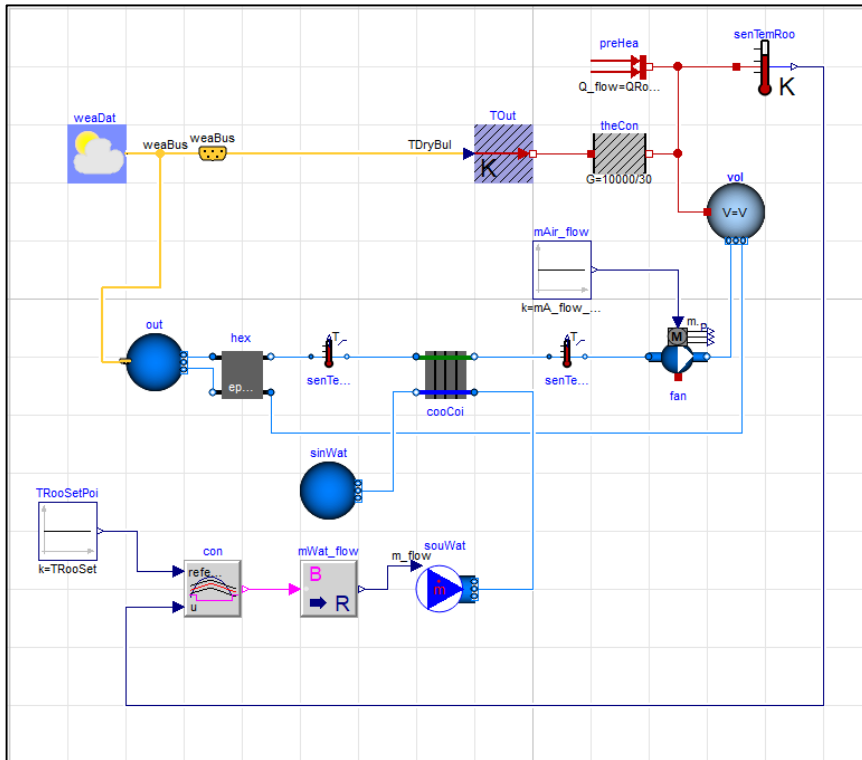 preHea
senTemRoo
Q_flow=QRo...
K
weaDat
weaBus
weaBus
TDryBul
TOut
K
theCon
G=10000/30
vol
V=V
mAir_flow
k=mA_flow_...
out
hex
ep...
T
senTe...
cooCoi
T
senTe...
M
m.
p
fan
sinWat
TRooSetPoi
k=TRooSet
con
refe...
u
mWat_flow
B
R
m_flow
souWat
ṁ